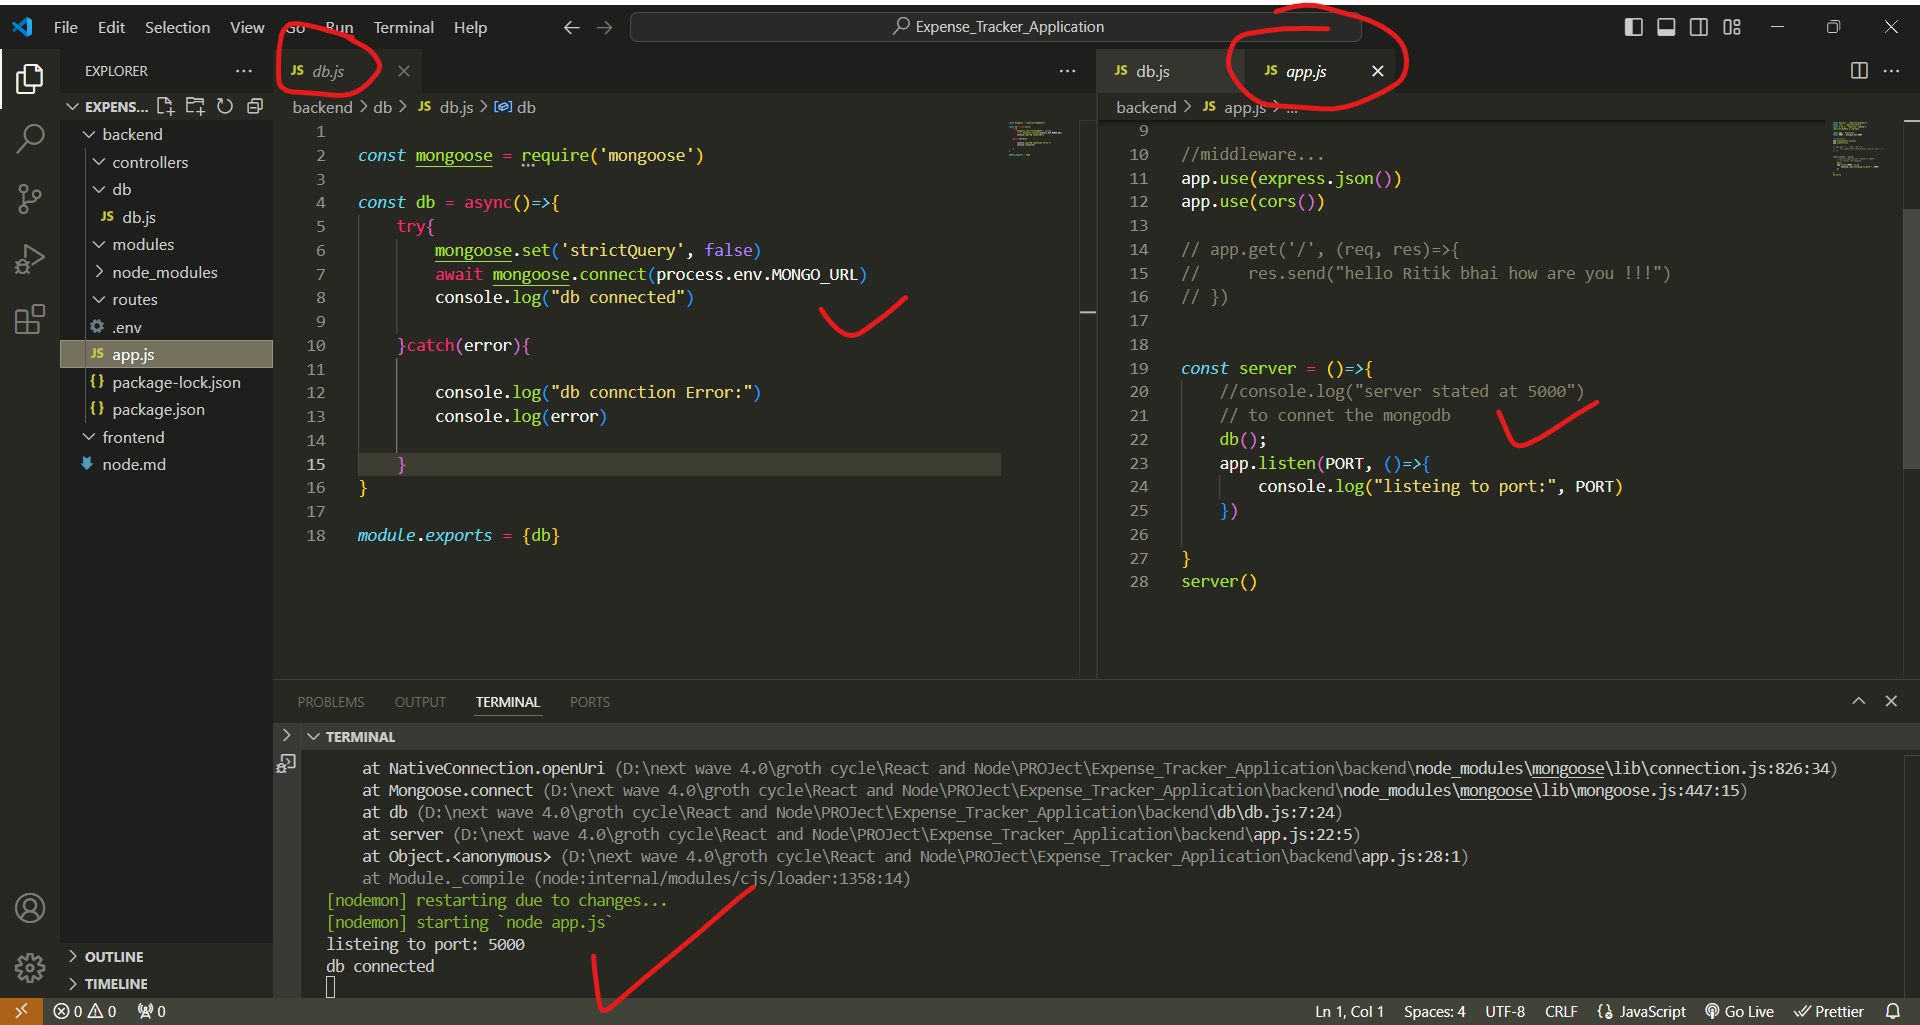 File Edit Selection View Go Run Terminal Help
Expense_Tracker_Application
EXPLORER
EXPENS...
backend
controllers
db
JS db.js
modules
node_modules
routes
.env
JS app.js
{} package-lock.json
{} package.json
frontend
node.md
OUTLINE
TIMELINE
JS db.js
backend > db > JS db.js > db
1
2 const mongoose = require('mongoose')
3
4 const db = async()=>{
5 try{
6 mongoose.set('strictQuery', false)
7 await mongoose.connect(process.env.MONGO_URL)
8 console.log("db connected")
9
10 }catch(error){
11
12 console.log("db connction Error:")
13 console.log(error)
14
15 }
16 }
17
18 module.exports = {db}
JS db.js JS app.js
backend > JS app.js > ...
9
10 //middleware...
11 app.use(express.json())
12 app.use(cors())
13
14 // app.get('/', (req, res)=>{
15 // res.send("hello Ritik bhai how are you !!!")
16 // })
17
18
19 const server = ()=>{
20 //console.log("server stated at 5000")
21 // to connet the mongodb
22 db();
23 app.listen(PORT, ()=>{
24 console.log("listeing to port:", PORT)
25 })
26
27 }
28 server()
PROBLEMS OUTPUT TERMINAL PORTS
TERMINAL
at NativeConnection.openUri (D:\next wave 4.0\groth cycle\React and Node\PROJect\Expense_Tracker_Application\backend\node_modules\mongoose\lib\connection.js:826:34)
at Mongoose.connect (D:\next wave 4.0\groth cycle\React and Node\PROJect\Expense_Tracker_Application\backend\node_modules\mongoose\lib\mongoose.js:447:15)
at db (D:\next wave 4.0\groth cycle\React and Node\PROJect\Expense_Tracker_Application\backend\db\db.js:7:24)
at server (D:\next wave 4.0\groth cycle\React and Node\PROJect\Expense_Tracker_Application\backend\app.js:22:5)
at Object.<anonymous> (D:\next wave 4.0\groth cycle\React and Node\PROJect\Expense_Tracker_Application\backend\app.js:28:1)
at Module._compile (node:internal/modules/cjs/loader:1358:14)
[nodemon] restarting due to changes...
[nodemon] starting `node app.js`
listeing to port: 5000
db connected
0 0 0 Ln 1, Col 1 Spaces: 4 UTF-8 CRLF {} JavaScript Go Live Prettier